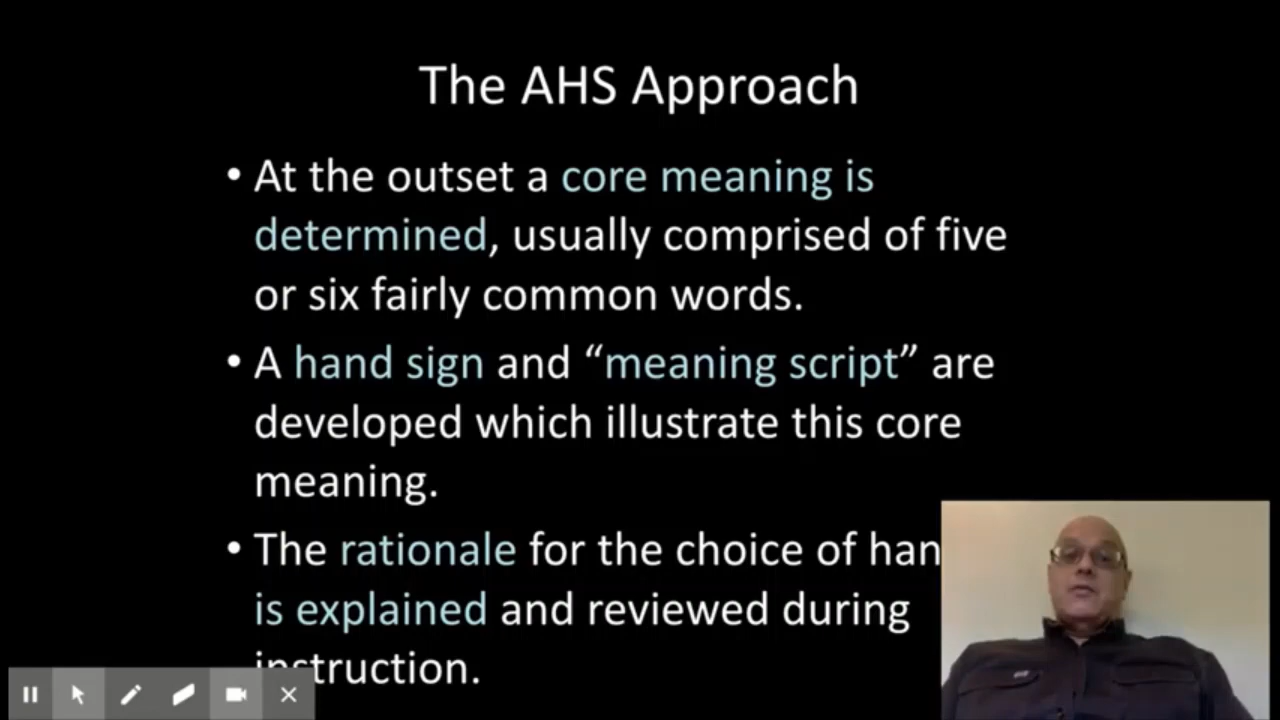 The AHS Approach
• At the outset a core meaning is
determined, usually comprised of five
or six fairly common words.
• A hand sign and “meaning script” are
developed which illustrate this core
meaning.
• The rationale for the choice of han
is explained and reviewed during
instruction.